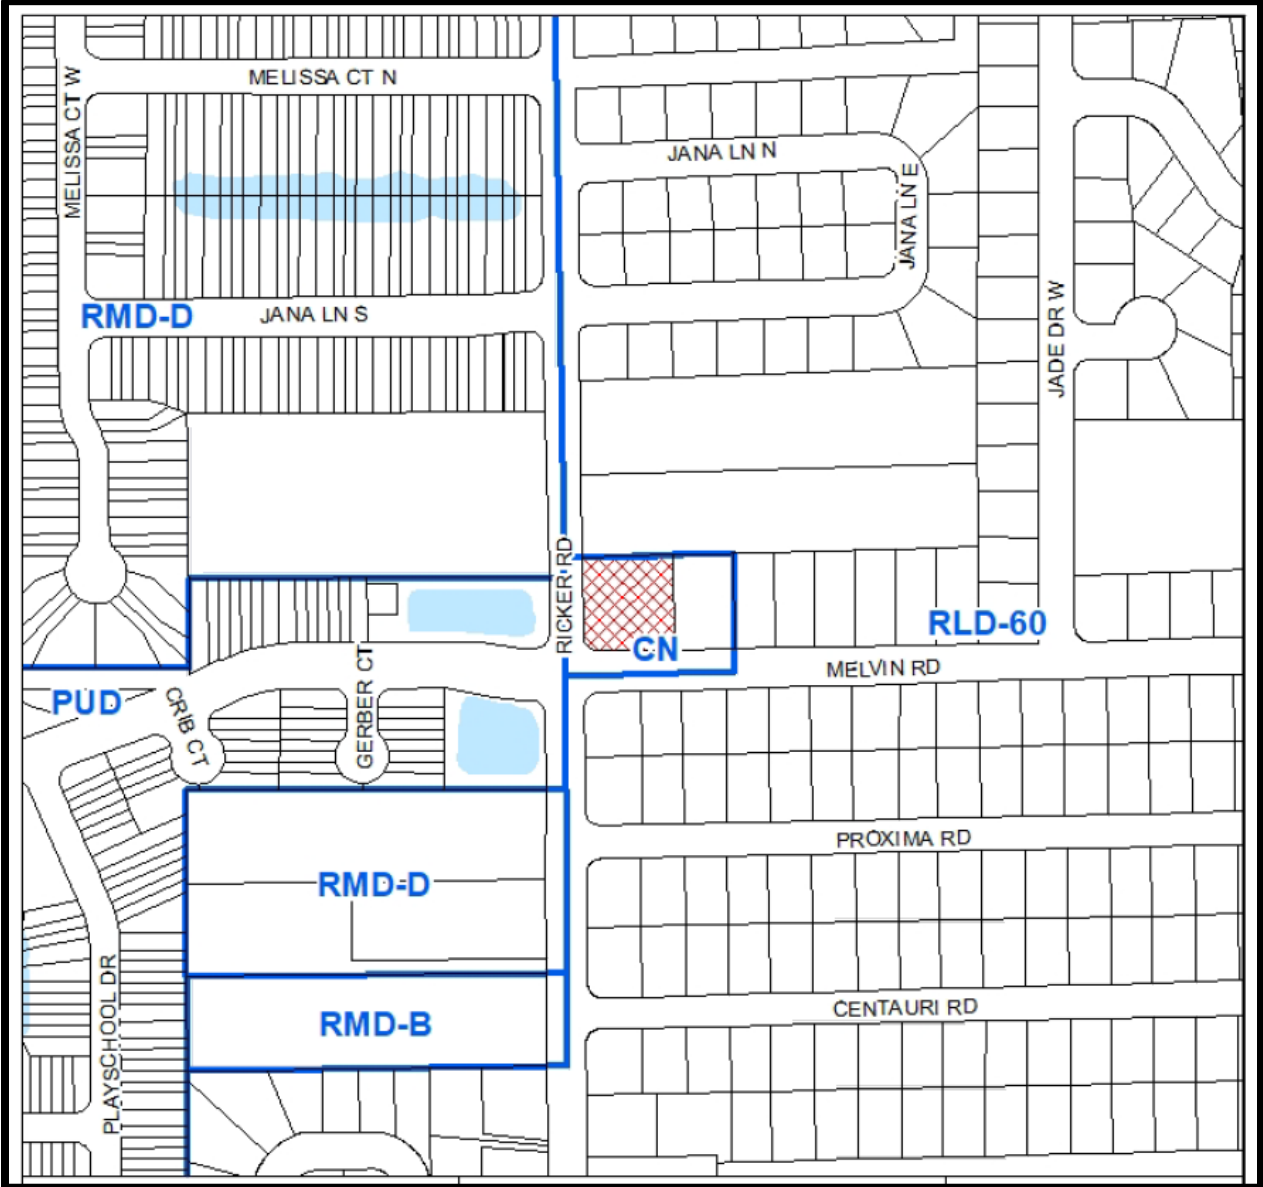 MELISSA CT N
MELISSA CT W
JANA LN N
JANA LN E
RMD-D
JANA LN S
JADE DR W
RICKER RD
CN
RLD-60
MELVIN RD
PUD
CRIB CT
GERBER CT
PROXIMA RD
RMD-D
PLAYSCHOOL DR
CENTAURI RD
RMD-B